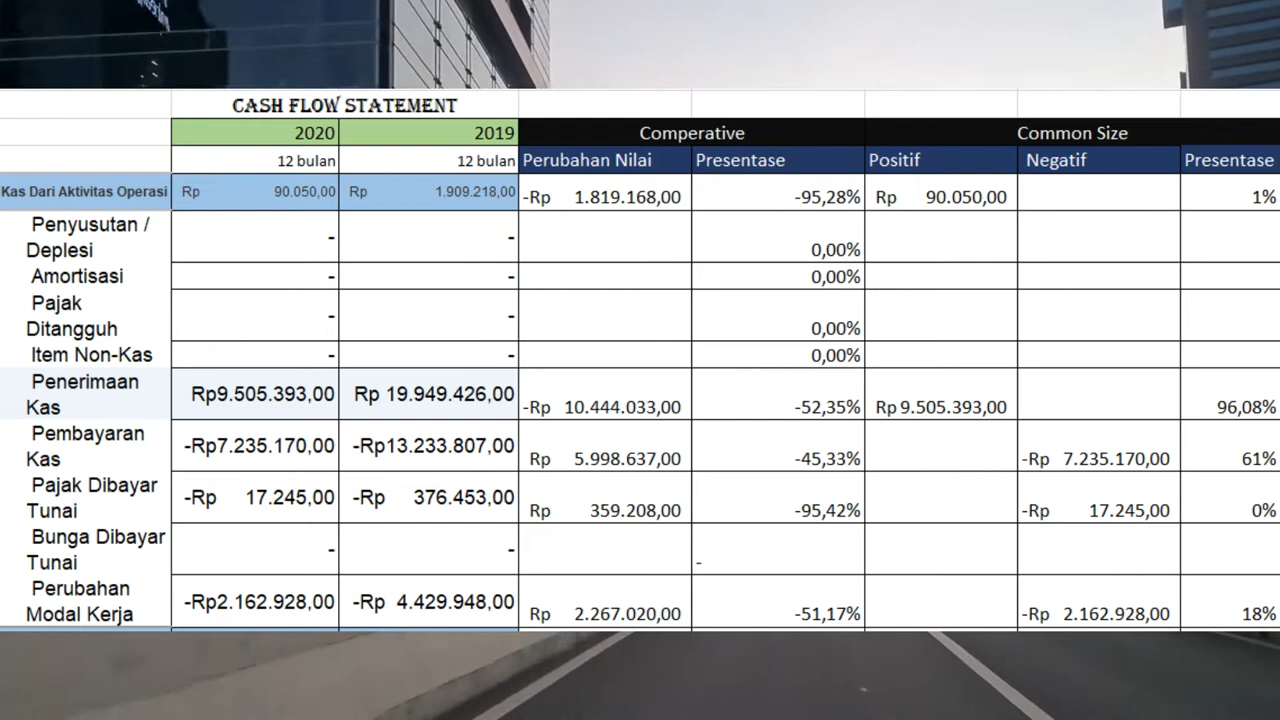 CASH FLOW STATEMENT
2020 2019 Comperative Common Size
12 bulan 12 bulan Perubahan Nilai Presentase Positif Negatif Presentase
Kas Dari Aktivitas Operasi Rp 90.050,00 Rp 1.909.218,00 -Rp 1.819.168,00 -95,28% Rp 90.050,00 1%
Penyusutan /
Deplesi - - 0,00%
Amortisasi - - 0,00%
Pajak
Ditangguh - - 0,00%
Item Non-Kas - - 0,00%
Penerimaan
Kas Rp9.505.393,00 Rp 19.949.426,00 -Rp 10.444.033,00 -52,35% Rp 9.505.393,00 96,08%
Pembayaran
Kas -Rp7.235.170,00 -Rp13.233.807,00 Rp 5.998.637,00 -45,33% -Rp 7.235.170,00 61%
Pajak Dibayar
Tunai -Rp 17.245,00 -Rp 376.453,00 Rp 359.208,00 -95,42% -Rp 17.245,00 0%
Bunga Dibayar
Tunai - - -
Perubahan
Modal Kerja -Rp2.162.928,00 -Rp 4.429.948,00 Rp 2.267.020,00 -51,17% -Rp 2.162.928,00 18%